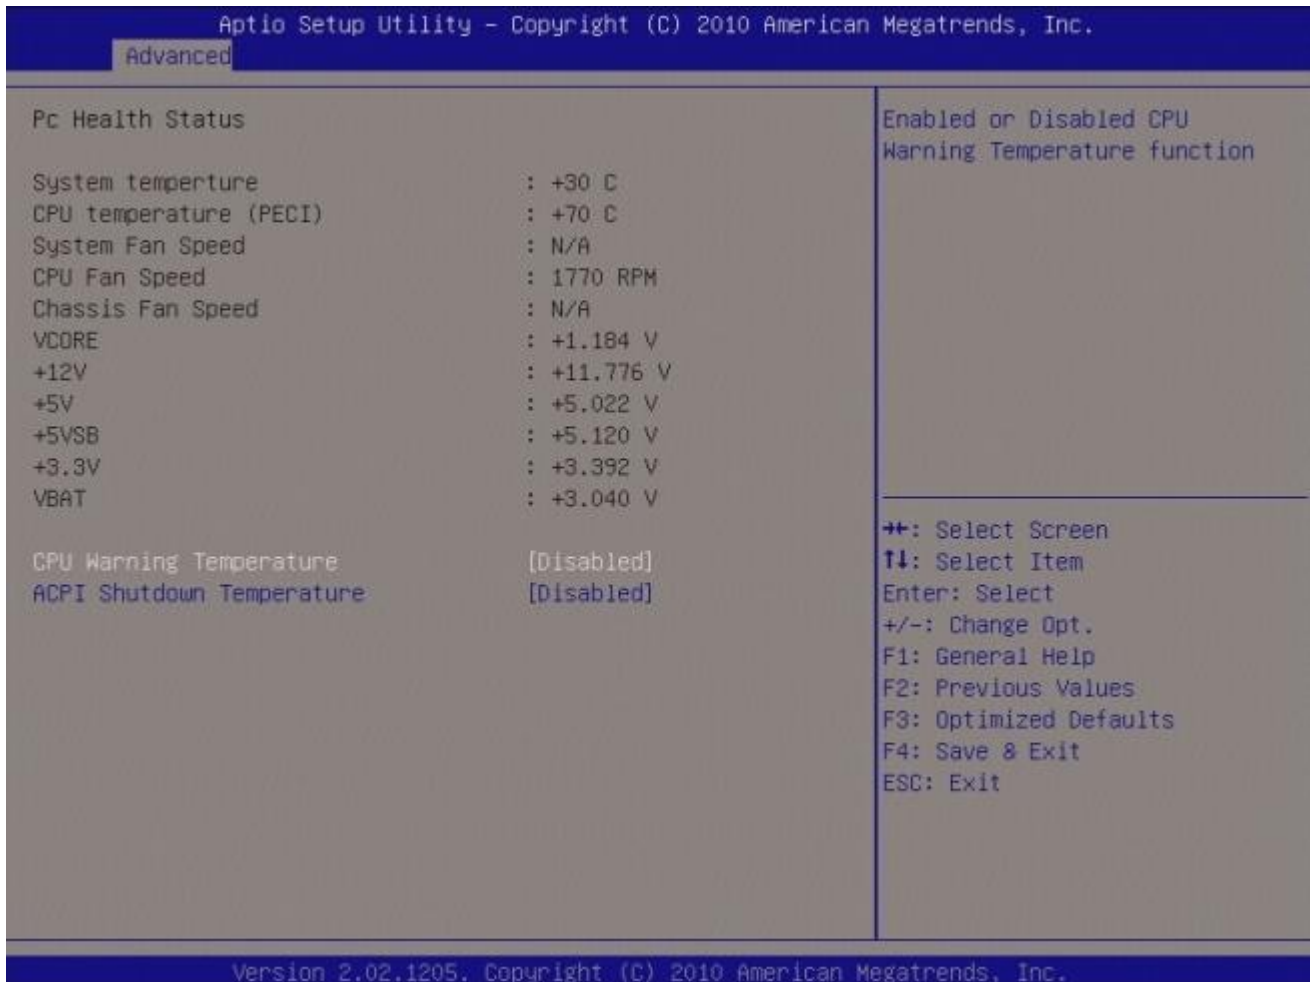 Aptio Setup Utility – Copyright (C) 2010 American Megatrends, Inc.
Advanced
Pc Health Status
System temperture : +30 C
CPU temperature (PECI) : +70 C
System Fan Speed : N/A
CPU Fan Speed : 1770 RPM
Chassis Fan Speed : N/A
VCORE : +1.184 V
+12V : +11.776 V
+5V : +5.022 V
+5VSB : +5.120 V
+3.3V : +3.392 V
VBAT : +3.040 V
CPU Warning Temperature [Disabled]
ACPI Shutdown Temperature [Disabled]
Enabled or Disabled CPU
Warning Temperature function
→←: Select Screen
↑↓: Select Item
Enter: Select
+/-: Change Opt.
F1: General Help
F2: Previous Values
F3: Optimized Defaults
F4: Save & Exit
ESC: Exit
Version 2.02.1205. Copyright (C) 2010 American Megatrends, Inc.